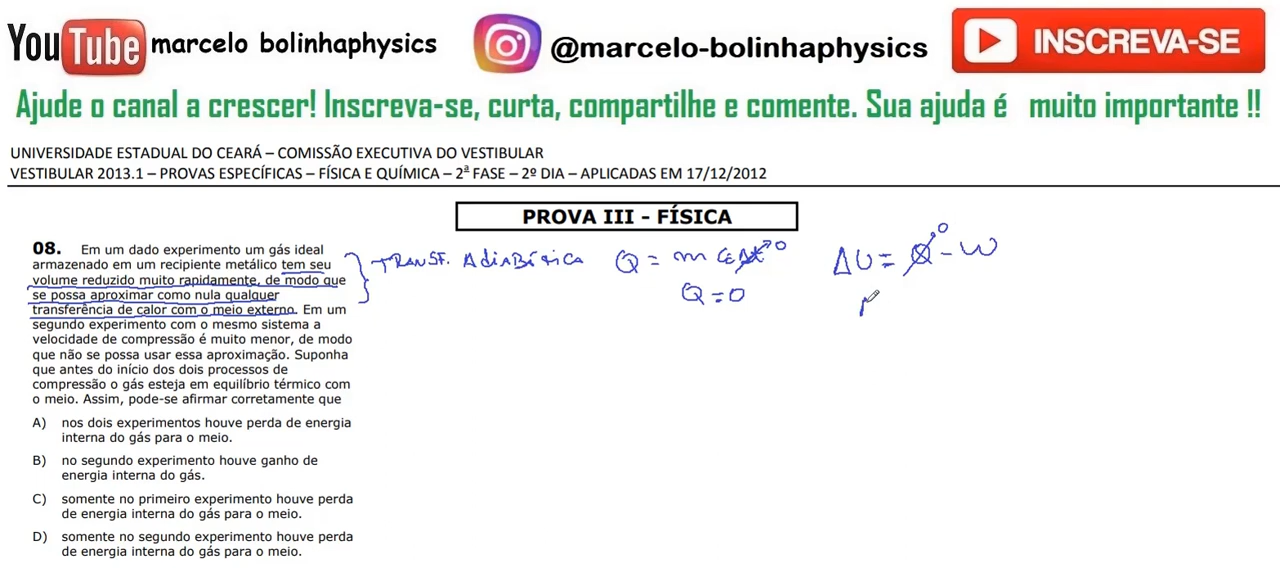 YouTube marcelo bolinhaphysics @marcelo-bolinhaphysics INSCREVA-SE
Ajude o canal a crescer! Inscreva-se, curta, compartilhe e comente. Sua ajuda é muito importante !!
UNIVERSIDADE ESTADUAL DO CEARÁ – COMISSÃO EXECUTIVA DO VESTIBULAR
VESTIBULAR 2013.1 – PROVAS ESPECÍFICAS – FÍSICA E QUÍMICA – 2ª FASE – 2º DIA – APLICADAS EM 17/12/2012
PROVA III - FÍSICA
08. Em um dado experimento um gás ideal
armazenado em um recipiente metálico tem seu
volume reduzido muito rapidamente, de modo que
se possa aproximar como nula qualquer
transferência de calor com o meio externo. Em um
segundo experimento com o mesmo sistema a
velocidade de compressão é muito menor, de modo
que não se possa usar essa aproximação. Suponha
que antes do início dos dois processos de
compressão o gás esteja em equilíbrio térmico com
o meio. Assim, pode-se afirmar corretamente que
A) nos dois experimentos houve perda de energia
interna do gás para o meio.
B) no segundo experimento houve ganho de
energia interna do gás.
C) somente no primeiro experimento houve perda
de energia interna do gás para o meio.
D) somente no segundo experimento houve perda
de energia interna do gás para o meio.
TRANSF. ADIABÁTICA
Q = m c Δt 0
Q = 0
ΔU = Q 0 - W